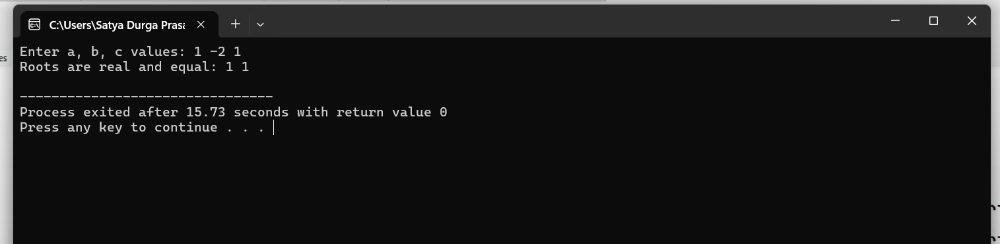 C:\Users\Satya Durga Prasa
es
Enter a, b, c values: 1 -2 1
Roots are real and equal: 1 1
--------------------------------
Process exited after 15.73 seconds with return value 0
Press any key to continue . . .